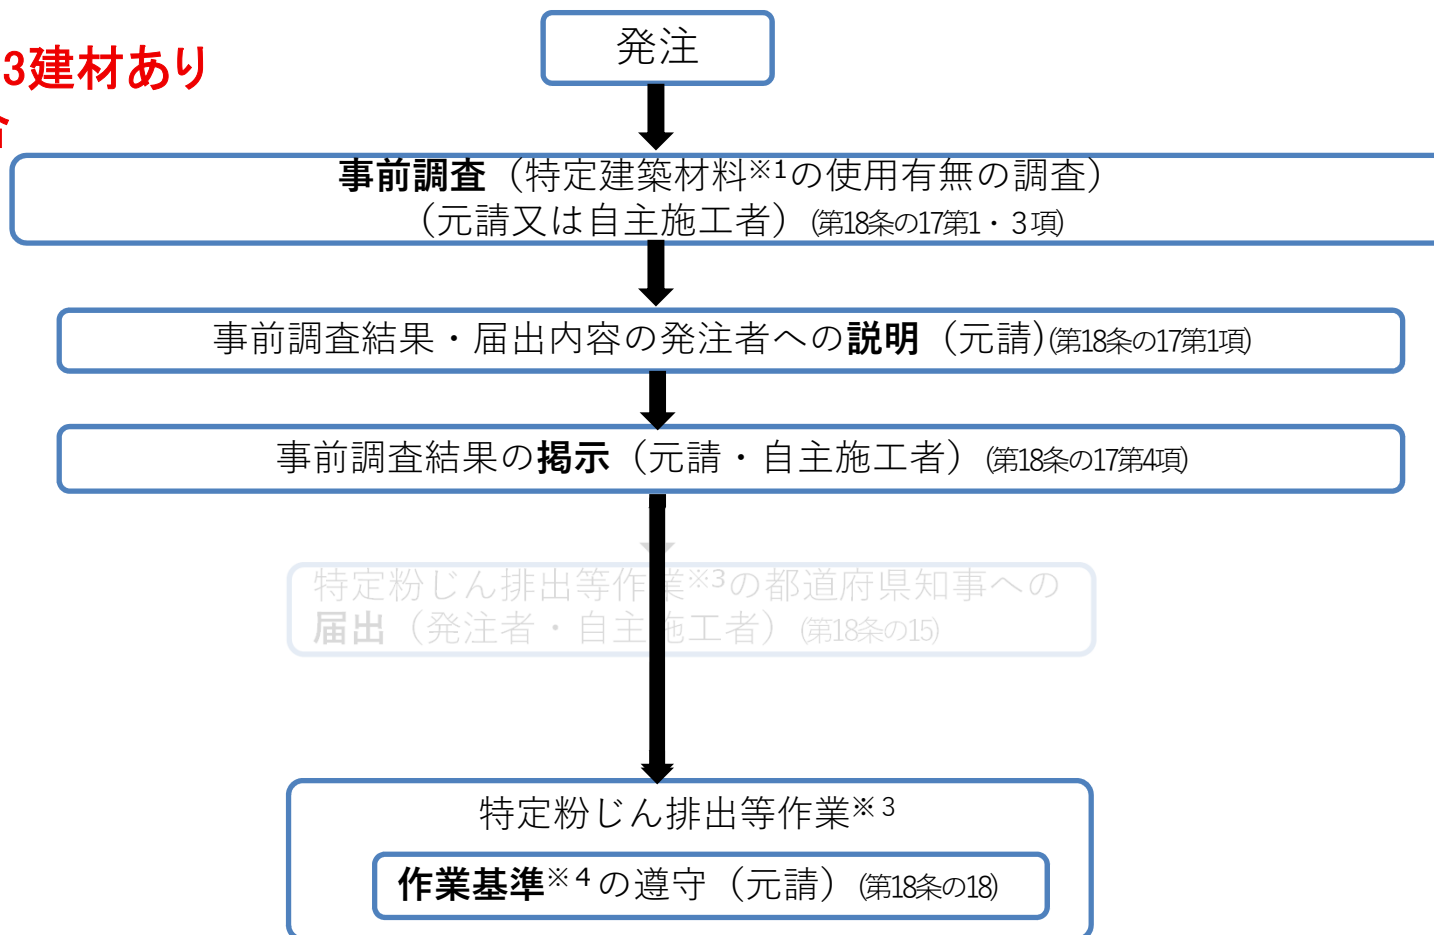 発注
3建材あり
合
事前調査（特定建築材料※1の使用有無の調査）
（元請又は自主施工者）(第18条の17第1・３項)
事前調査結果・届出内容の発注者への説明（元請)(第18条の17第1項)
事前調査結果の掲示（元請・自主施工者）(第18条の17第4項)
特定粉じん排出等作業※3の都道府県知事への
届出（発注者・自主施工者）(第18条の15)
特定粉じん排出等作業※３
作業基準※４の遵守（元請）(第18条の18)